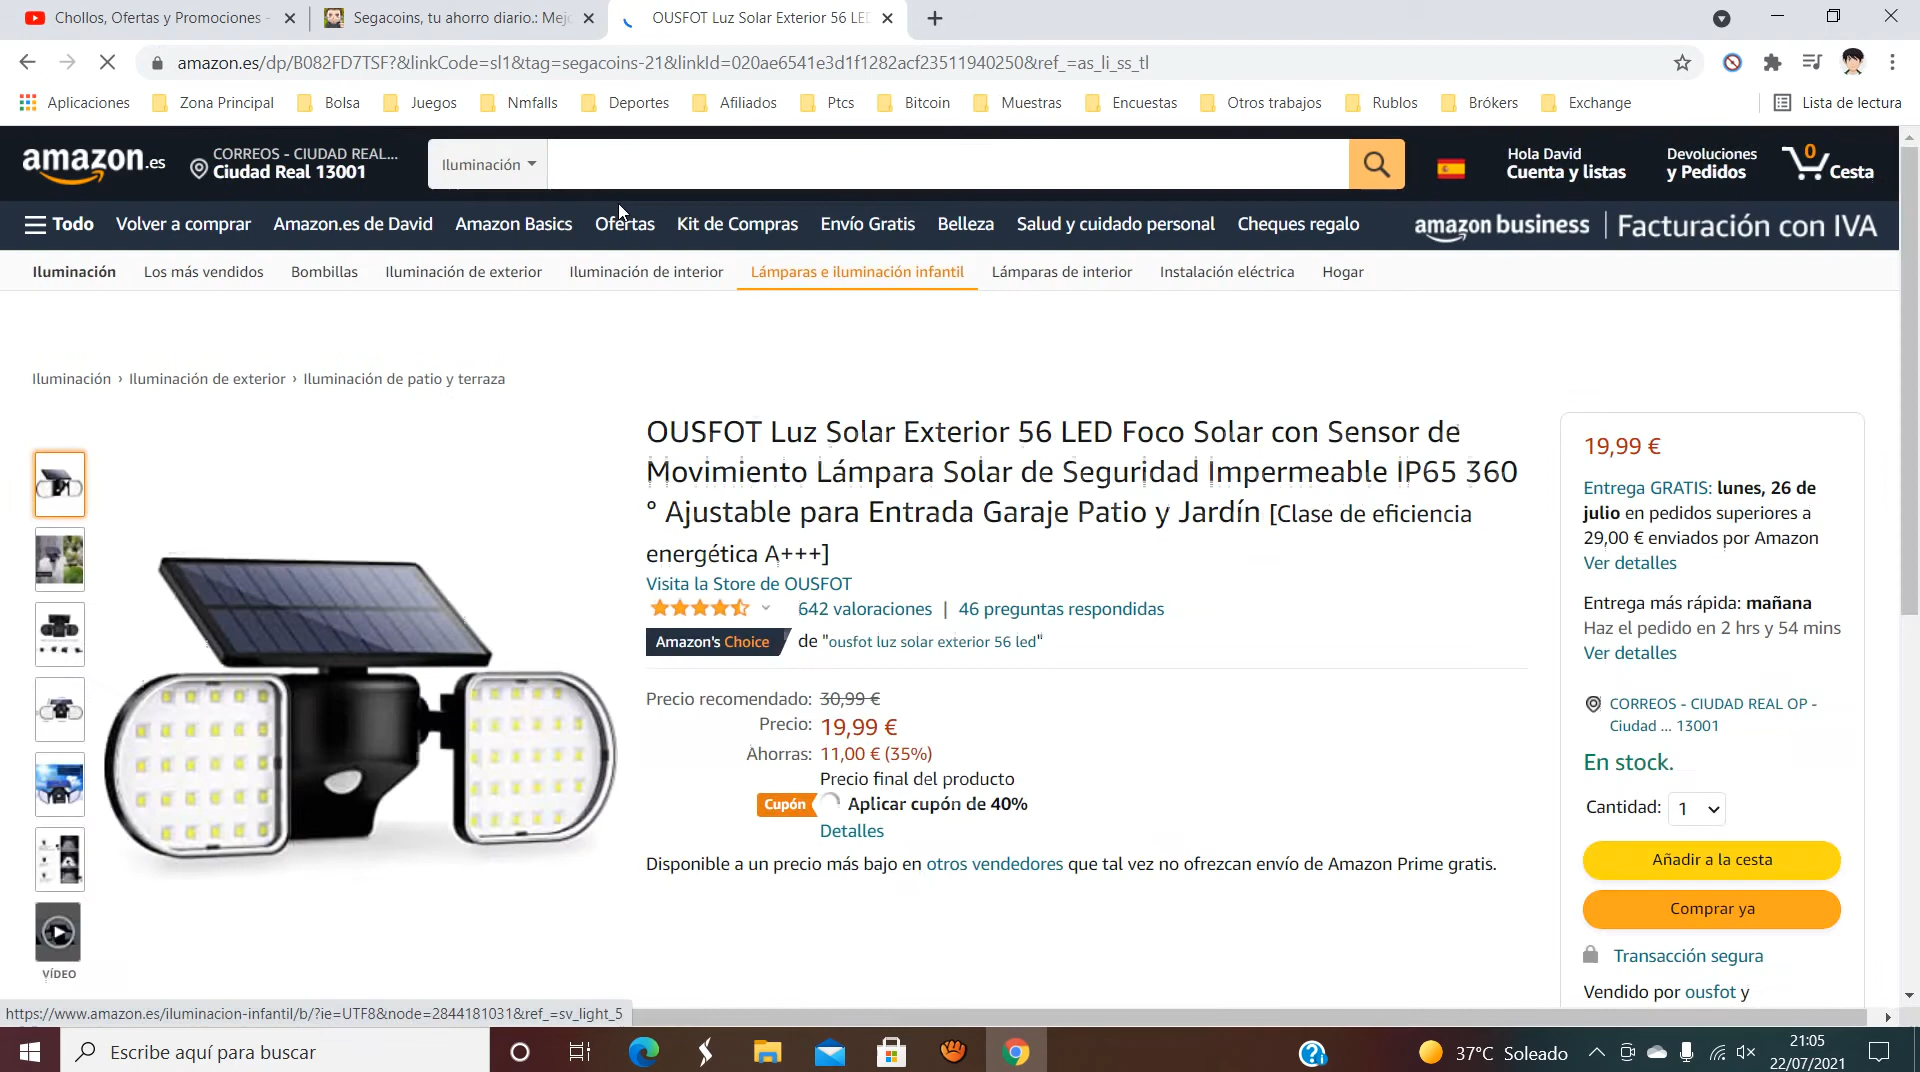 Chollos, Ofertas y Promociones -
Segacoins, tu ahorro diario.: Mejo
OUSFOT Luz Solar Exterior 56 LED
amazon.es/dp/B082FD7TSF?&linkCode=sl1&tag=segacoins-21&linkId=020ae6541e3d1f1282acf23511940250&ref_=as_li_ss_tl
Aplicaciones Zona Principal Bolsa Juegos Nmfalls Deportes Afiliados Ptcs Bitcoin Muestras Encuestas Otros trabajos Rublos Brókers Exchange Lista de lectura
amazon.es
CORREOS - CIUDAD REAL...
Ciudad Real 13001
Iluminación
Hola David
Cuenta y listas
Devoluciones
y Pedidos
0
Cesta
Todo Volver a comprar Amazon.es de David Amazon Basics Ofertas Kit de Compras Envío Gratis Belleza Salud y cuidado personal Cheques regalo amazon business Facturación con IVA
Iluminación Los más vendidos Bombillas Iluminación de exterior Iluminación de interior Lámparas e iluminación infantil Lámparas de interior Instalación eléctrica Hogar
Iluminación › Iluminación de exterior › Iluminación de patio y terraza
OUSFOT Luz Solar Exterior 56 LED Foco Solar con Sensor de
Movimiento Lámpara Solar de Seguridad Impermeable IP65 360
° Ajustable para Entrada Garaje Patio y Jardín [Clase de eficiencia
energética A+++]
Visita la Store de OUSFOT
642 valoraciones | 46 preguntas respondidas
Amazon's Choice de "ousfot luz solar exterior 56 led"
Precio recomendado: 30,99 €
Precio: 19,99 €
Ahorras: 11,00 € (35%)
Precio final del producto
Cupón Aplicar cupón de 40%
Detalles
Disponible a un precio más bajo en otros vendedores que tal vez no ofrezcan envío de Amazon Prime gratis.
VÍDEO
19,99 €
Entrega GRATIS: lunes, 26 de
julio en pedidos superiores a
29,00 € enviados por Amazon
Ver detalles
Entrega más rápida: mañana
Haz el pedido en 2 hrs y 54 mins
Ver detalles
CORREOS - CIUDAD REAL OP -
Ciudad ... 13001
En stock.
Cantidad: 1
Añadir a la cesta
Comprar ya
Transacción segura
Vendido por ousfot y
https://www.amazon.es/iluminacion-infantil/b/?ie=UTF8&node=2844181031&ref_=sv_light_5
Escribe aquí para buscar
37°C Soleado
21:05
22/07/2021